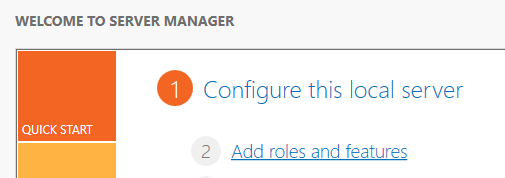 WELCOME TO SERVER MANAGER
1 Configure this local server
QUICK START
2 Add roles and features